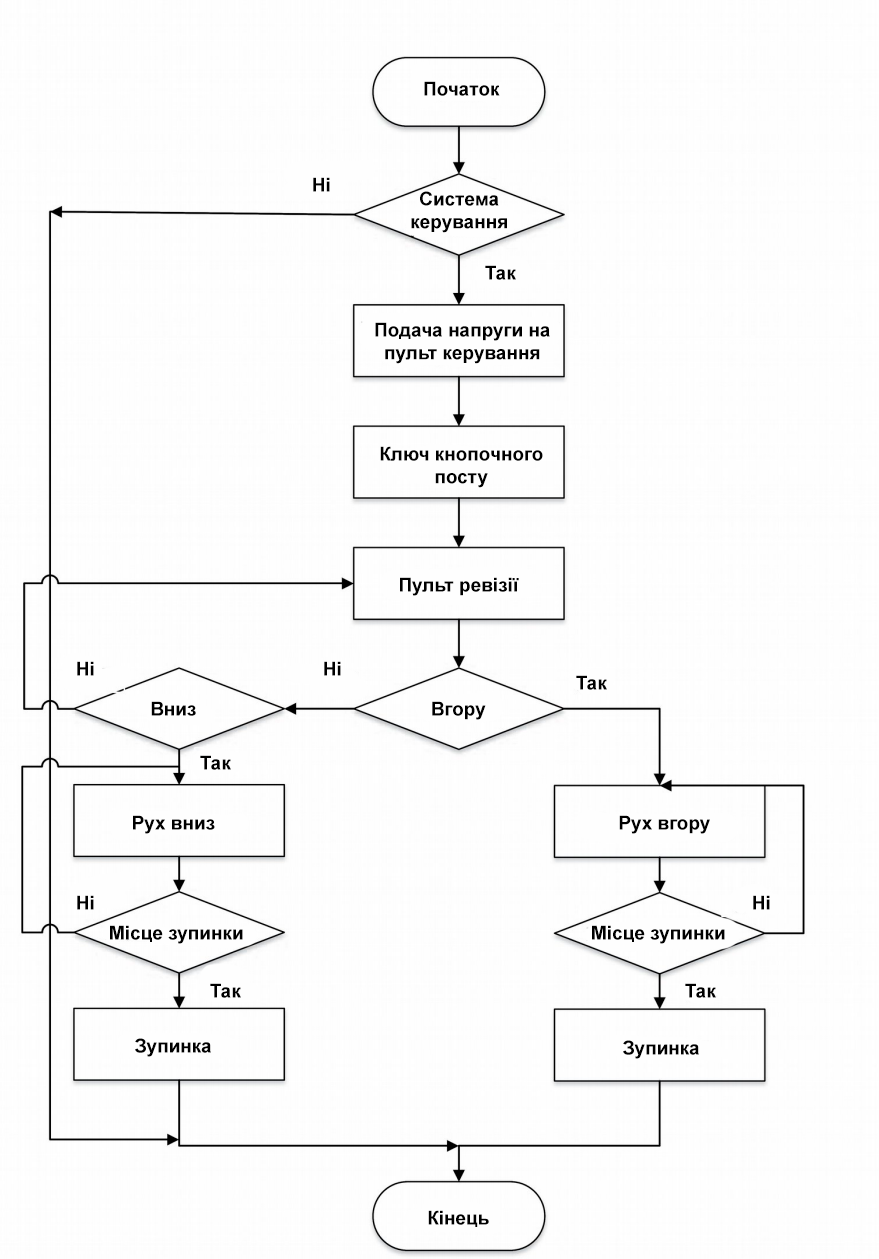 Початок
Ні
Система
керування
Так
Подача напруги на
пульт керування
Ключ кнопочного
посту
Пульт ревізії
Ні
Ні
Так
Вниз
Вгору
Так
Рух вниз
Рух вгору
Ні
Ні
Місце зупинки
Місце зупинки
Так
Так
Зупинка
Зупинка
Кінець